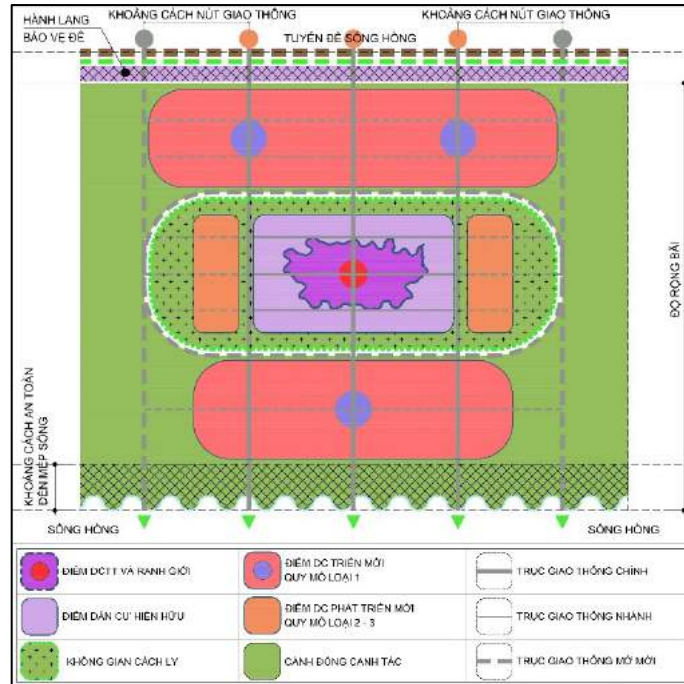 KHOẢNG CÁCH NÚT GIAO THÔNG
KHOẢNG CÁCH NÚT GIAO THÔNG
HÀNH LANG
BẢO VỆ ĐÊ
TUYẾN ĐÊ SÔNG HỒNG
ĐỘ RỘNG BÃI
KHOẢNG CÁCH AN TOÀN
ĐẾN MÉP SÔNG
SÔNG HỒNG
SÔNG HỒNG
ĐIỂM DCTT VÀ RANH GIỚI
ĐIỂM DC TRIỂN MỚI
QUY MÔ LOẠI 1
TRỤC GIAO THÔNG CHÍNH
ĐIỂM DÂN CƯ HIỆN HỮU
ĐIỂM DC PHÁT TRIỂN MỚI
QUY MÔ LOẠI 2 - 3
TRỤC GIAO THÔNG NHÁNH
KHÔNG GIAN CÁCH LY
CÁNH ĐỒNG CANH TÁC
TRỤC GIAO THÔNG MỞ MỚI